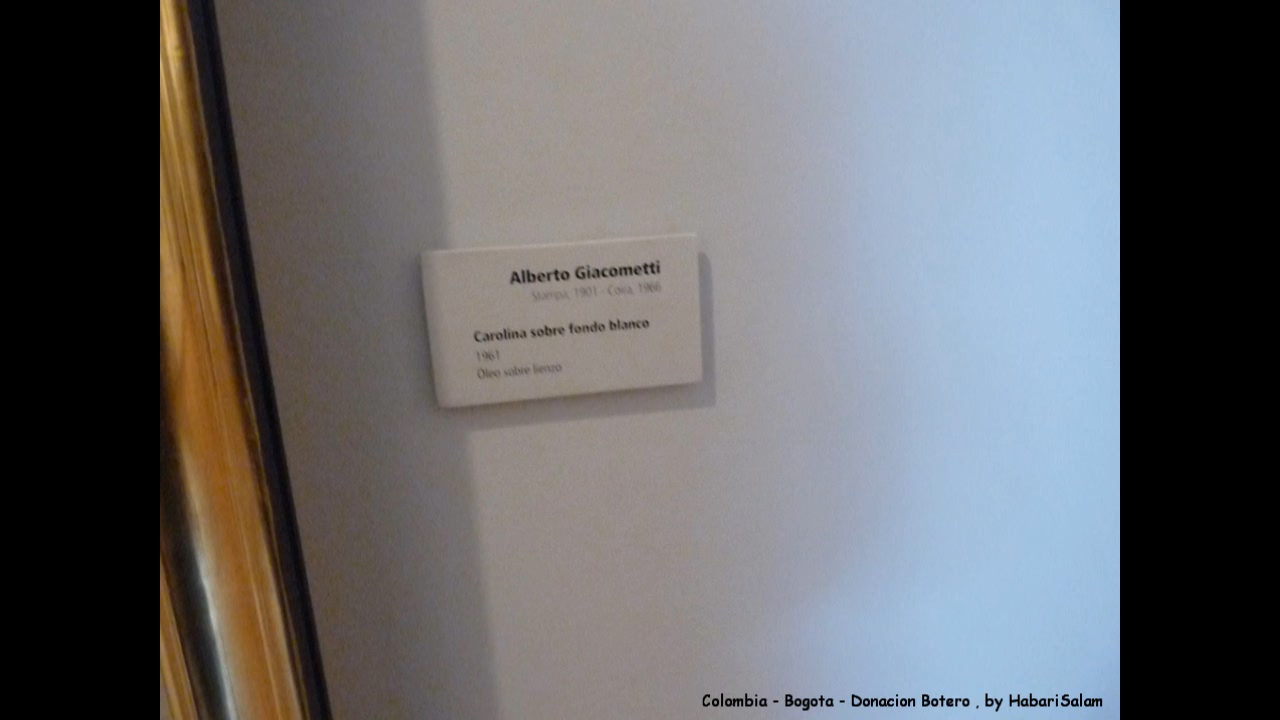 Alberto Giacometti
Stampa, 1901 - Coira, 1966
Carolina sobre fondo blanco
1961
Óleo sobre lienzo
Colombia - Bogota - Donacion Botero , by HabariSalam